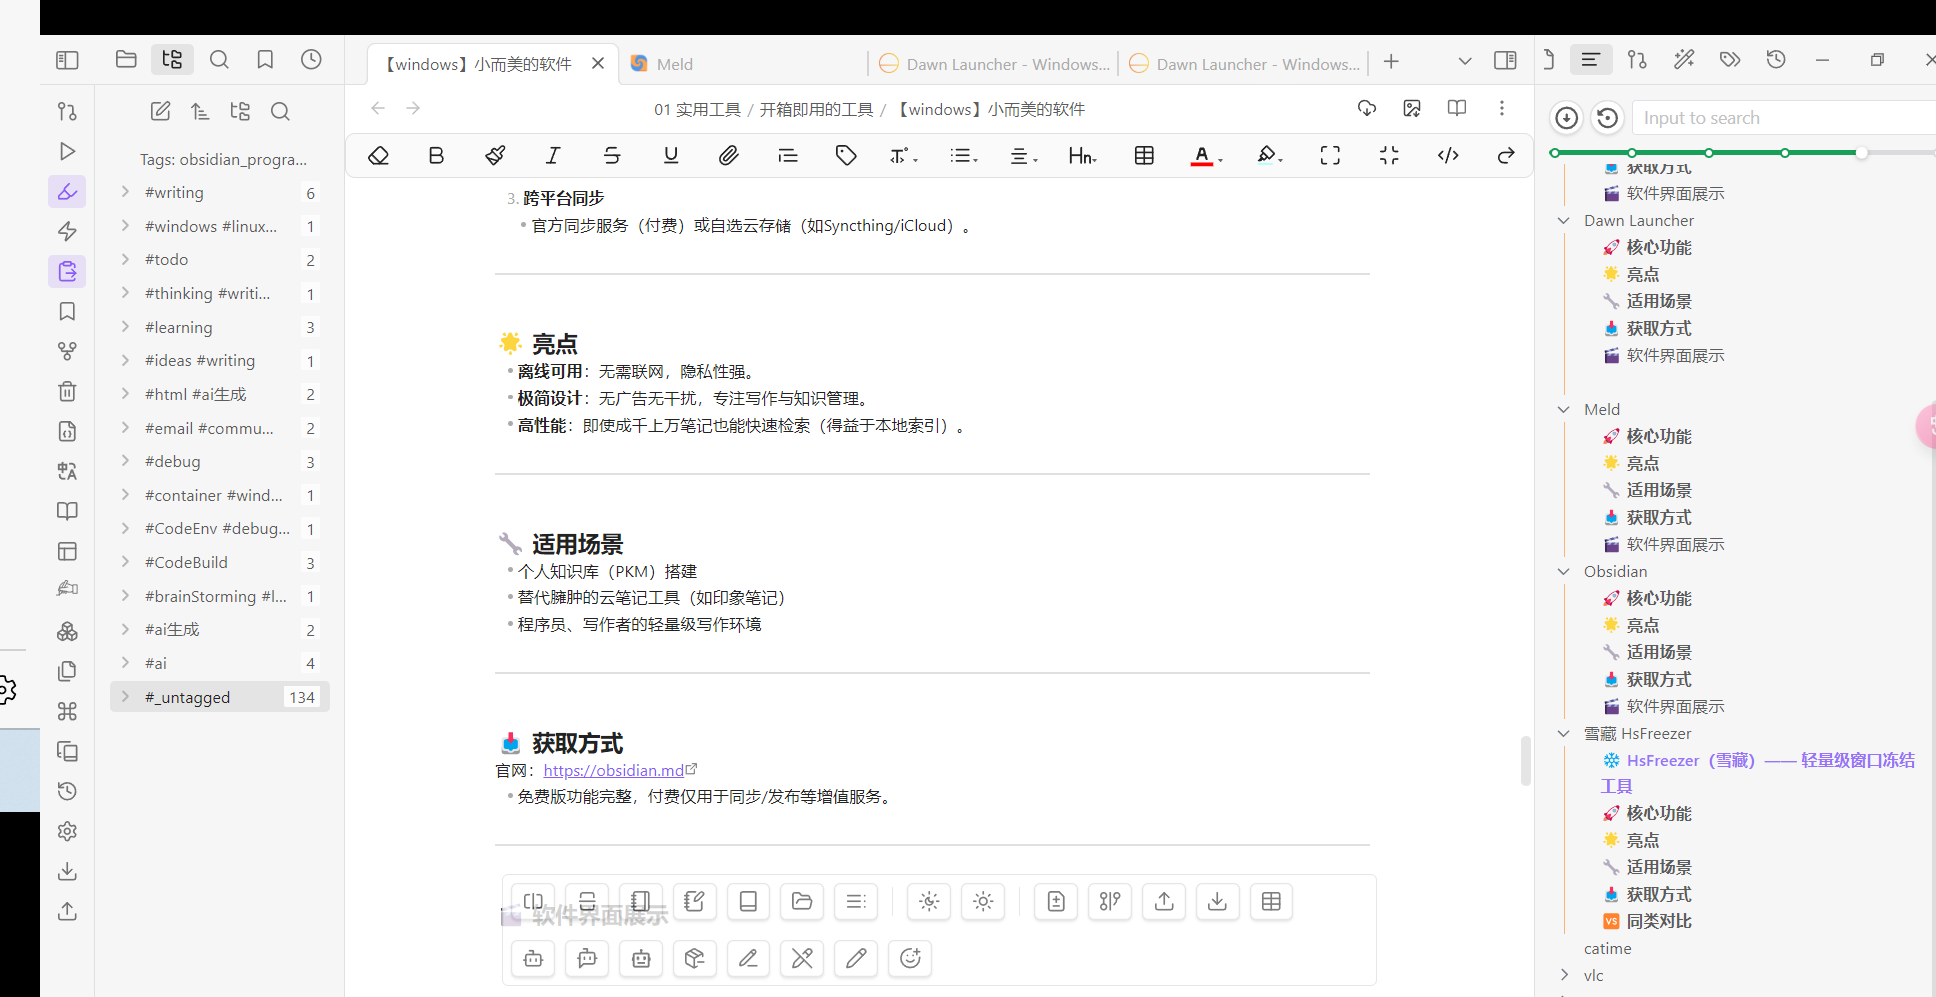 【windows】小而美的软件
Meld
Dawn Launcher - Windows...
Dawn Launcher - Windows...
01 实用工具 / 开箱即用的工具 / 【windows】小而美的软件
Input to search
Tags: obsidian_progra...
#writing 6
#windows #linux... 1
#todo 2
#thinking #writi... 1
#learning 3
#ideas #writing 1
#html #ai生成 2
#email #commu... 2
#debug 3
#container #wind... 1
#CodeEnv #debug... 1
#CodeBuild 3
#brainStorming #l... 1
#ai生成 2
#ai 4
#_untagged 134
3. 跨平台同步
官方同步服务（付费）或自选云存储（如Syncthing/iCloud）。
🌟 亮点
离线可用：无需联网，隐私性强。
极简设计：无广告无干扰，专注写作与知识管理。
高性能：即使成千上万笔记也能快速检索（得益于本地索引）。
🔧 适用场景
个人知识库（PKM）搭建
替代臃肿的云笔记工具（如印象笔记）
程序员、写作者的轻量级写作环境
📥 获取方式
官网：https://obsidian.md
免费版功能完整，付费仅用于同步/发布等增值服务。
🎬 软件界面展示
📥 获取方式
🎬 软件界面展示
Dawn Launcher
🚀 核心功能
🌟 亮点
🔧 适用场景
📥 获取方式
🎬 软件界面展示
Meld
🚀 核心功能
🌟 亮点
🔧 适用场景
📥 获取方式
🎬 软件界面展示
Obsidian
🚀 核心功能
🌟 亮点
🔧 适用场景
📥 获取方式
🎬 软件界面展示
雪藏 HsFreezer
❄️ HsFreezer（雪藏）—— 轻量级窗口冻结
工具
🚀 核心功能
🌟 亮点
🔧 适用场景
📥 获取方式
🆚 同类对比
catime
vlc